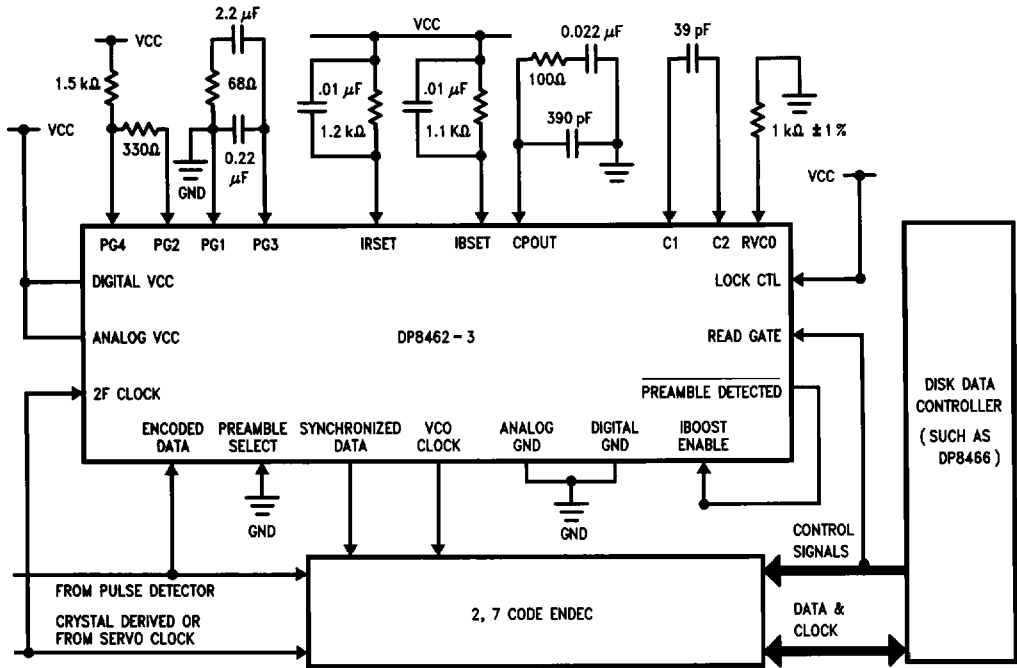 2.2 μF
VCC
VCC
0.022 μF
39 pF
1.5 kΩ
68Ω
.01 μF
.01 μF
100Ω
VCC
1.2 kΩ
1.1 KΩ
390 pF
1 kΩ ±1%
330Ω
0.22
μF
GND
VCC
PG4 PG2 PG1 PG3 IRSET IBSET CPOUT C1 C2 RVCO
DIGITAL VCC
LOCK CTL
ANALOG VCC
DP8462-3
READ GATE
2F CLOCK
PREAMBLE DETECTED
DISK DATA
CONTROLLER
(SUCH AS
DP8466)
ENCODED
DATA
PREAMBLE
SELECT
SYNCHRONIZED
DATA
VCO
CLOCK
ANALOG
GND
DIGITAL
GND
IBOOST
ENABLE
GND
GND
CONTROL
SIGNALS
FROM PULSE DETECTOR
CRYSTAL DERIVED OR
FROM SERVO CLOCK
2, 7 CODE ENDEC
DATA &
CLOCK